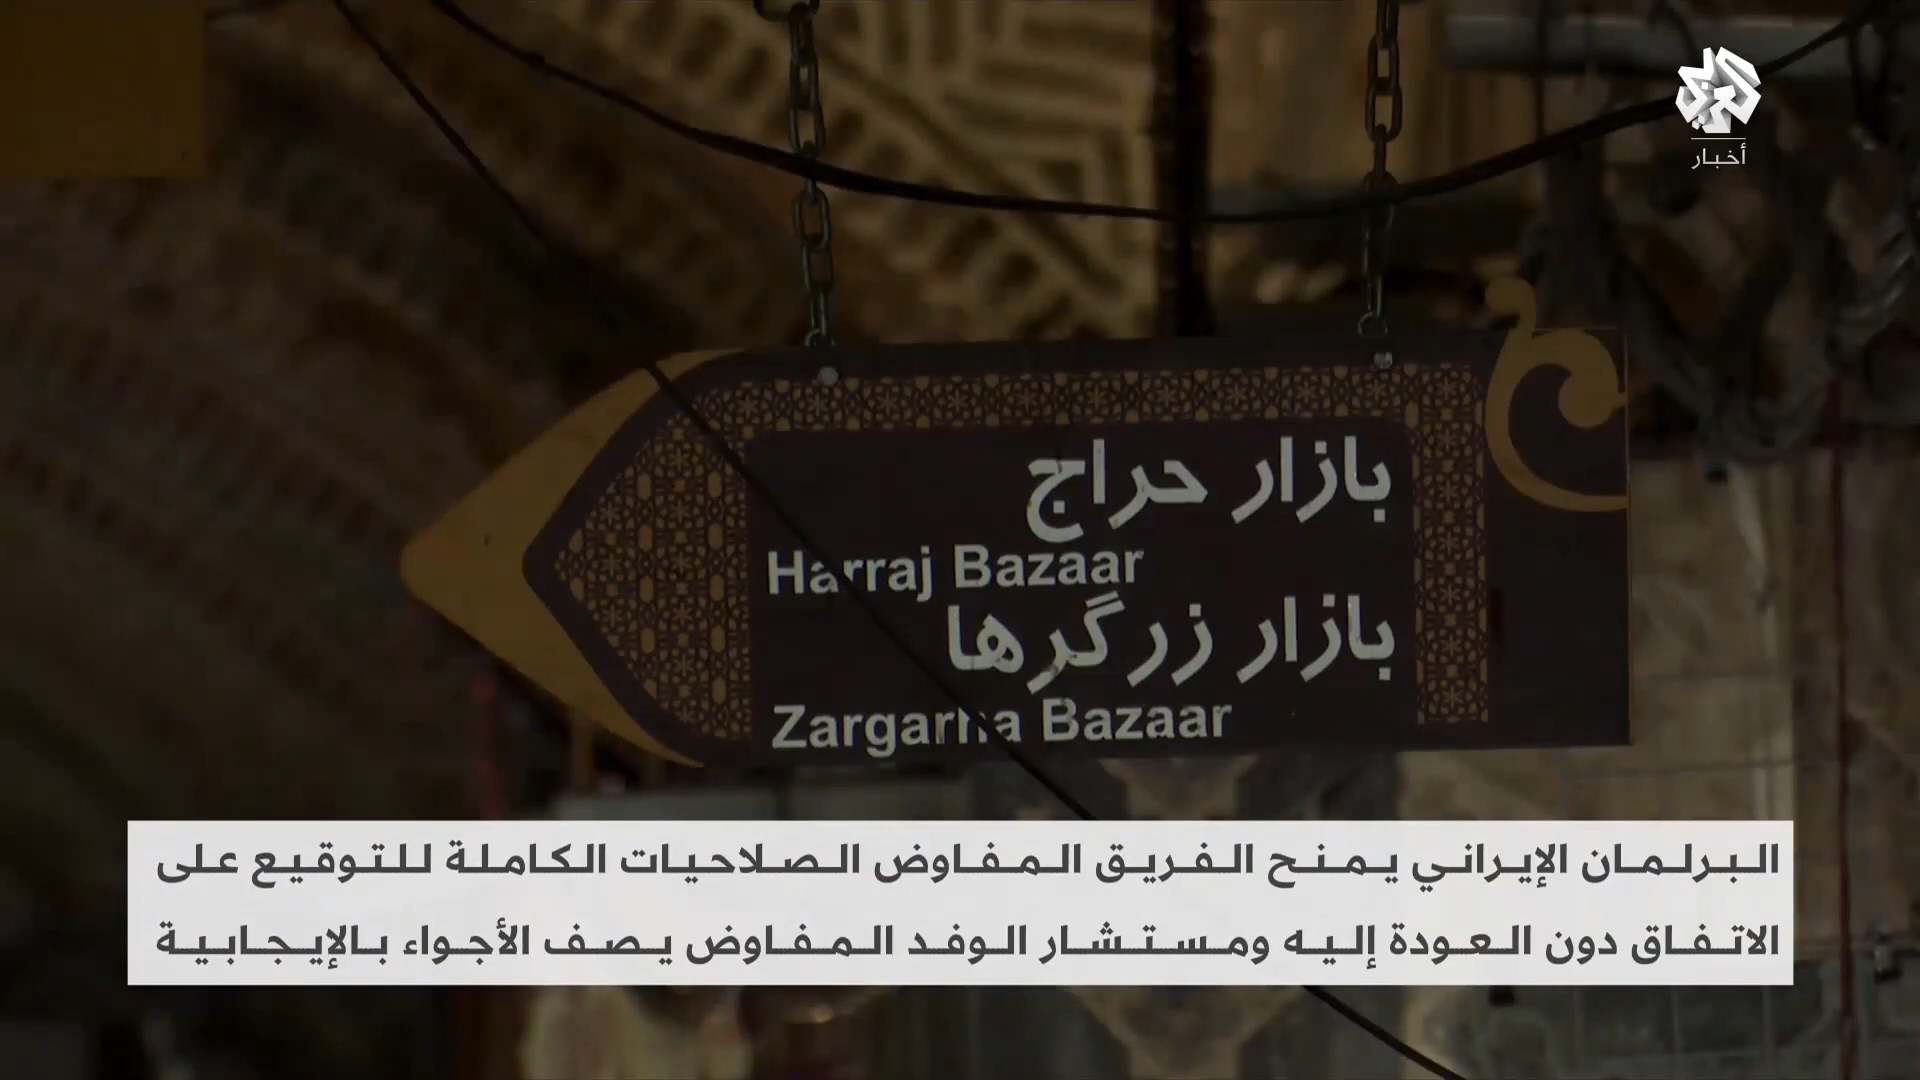 العربي
أخبار
بازار حراج
Harraj Bazaar
بازار زرگرها
Zargarha Bazaar
البرلمان الإيراني يمنح الفريق المفاوض الصلاحيات الكاملة للتوقيع على
الاتفاق دون العودة إليه ومستشار الوفد المفاوض يصف الأجواء بالإيجابية